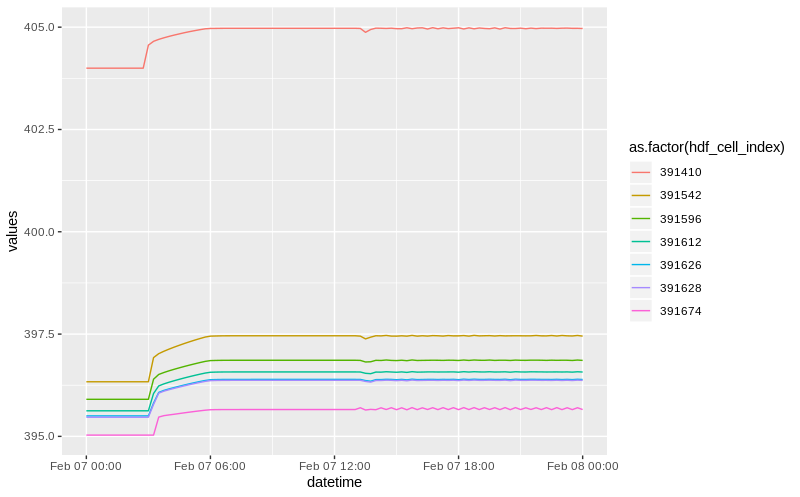 405.0
402.5
400.0
397.5
395.0
values
Feb 07 00:00
Feb 07 06:00
Feb 07 12:00
Feb 07 18:00
Feb 08 00:00
datetime
as.factor(hdf_cell_index)
391410
391542
391596
391612
391626
391628
391674